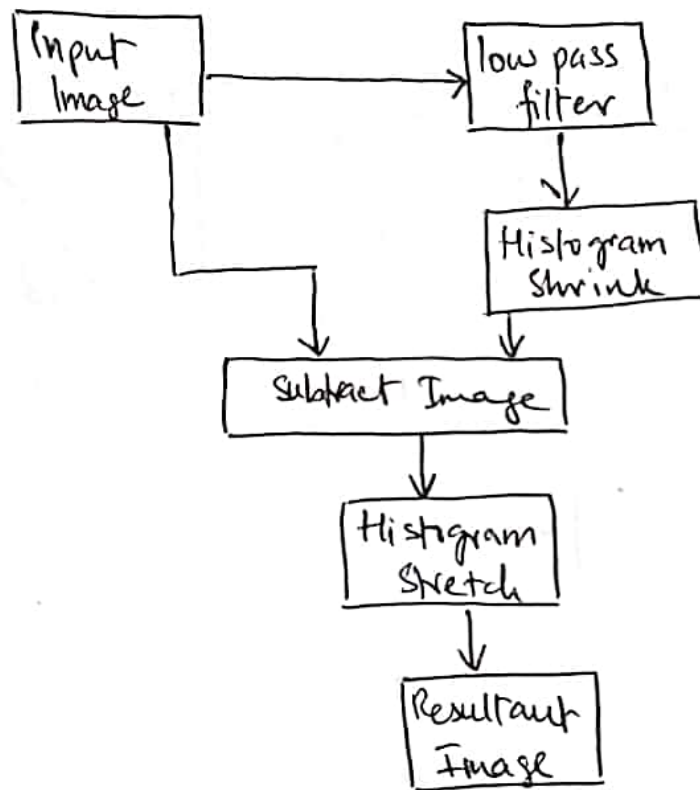 Input
Image
low pass
filter
Histogram
Shrink
Subtract Image
Histogram
Stretch
Resultant
Image